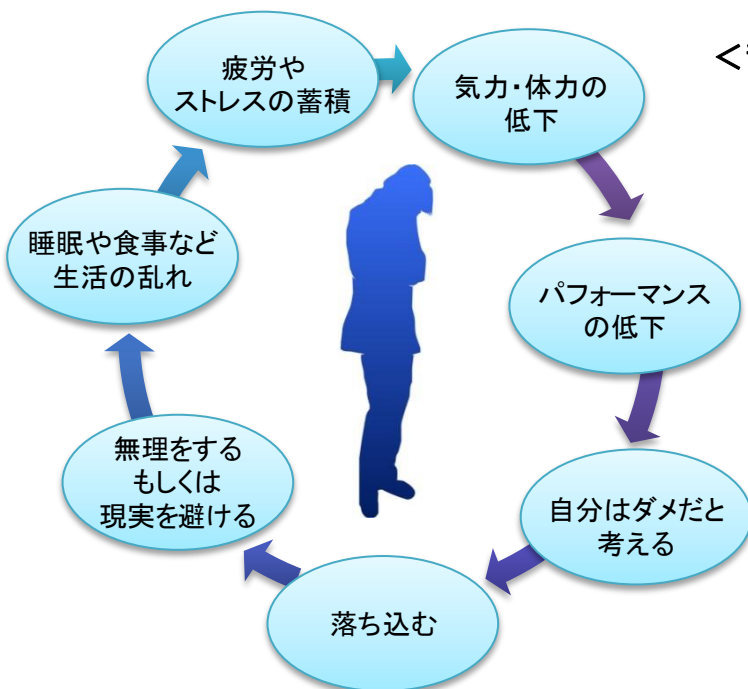 疲労や
ストレスの蓄積
気力・体力の
低下
パフォーマンス
の低下
自分はダメだと
考える
落ち込む
無理をする
もしくは
現実を避ける
睡眠や食事など
生活の乱れ
＜